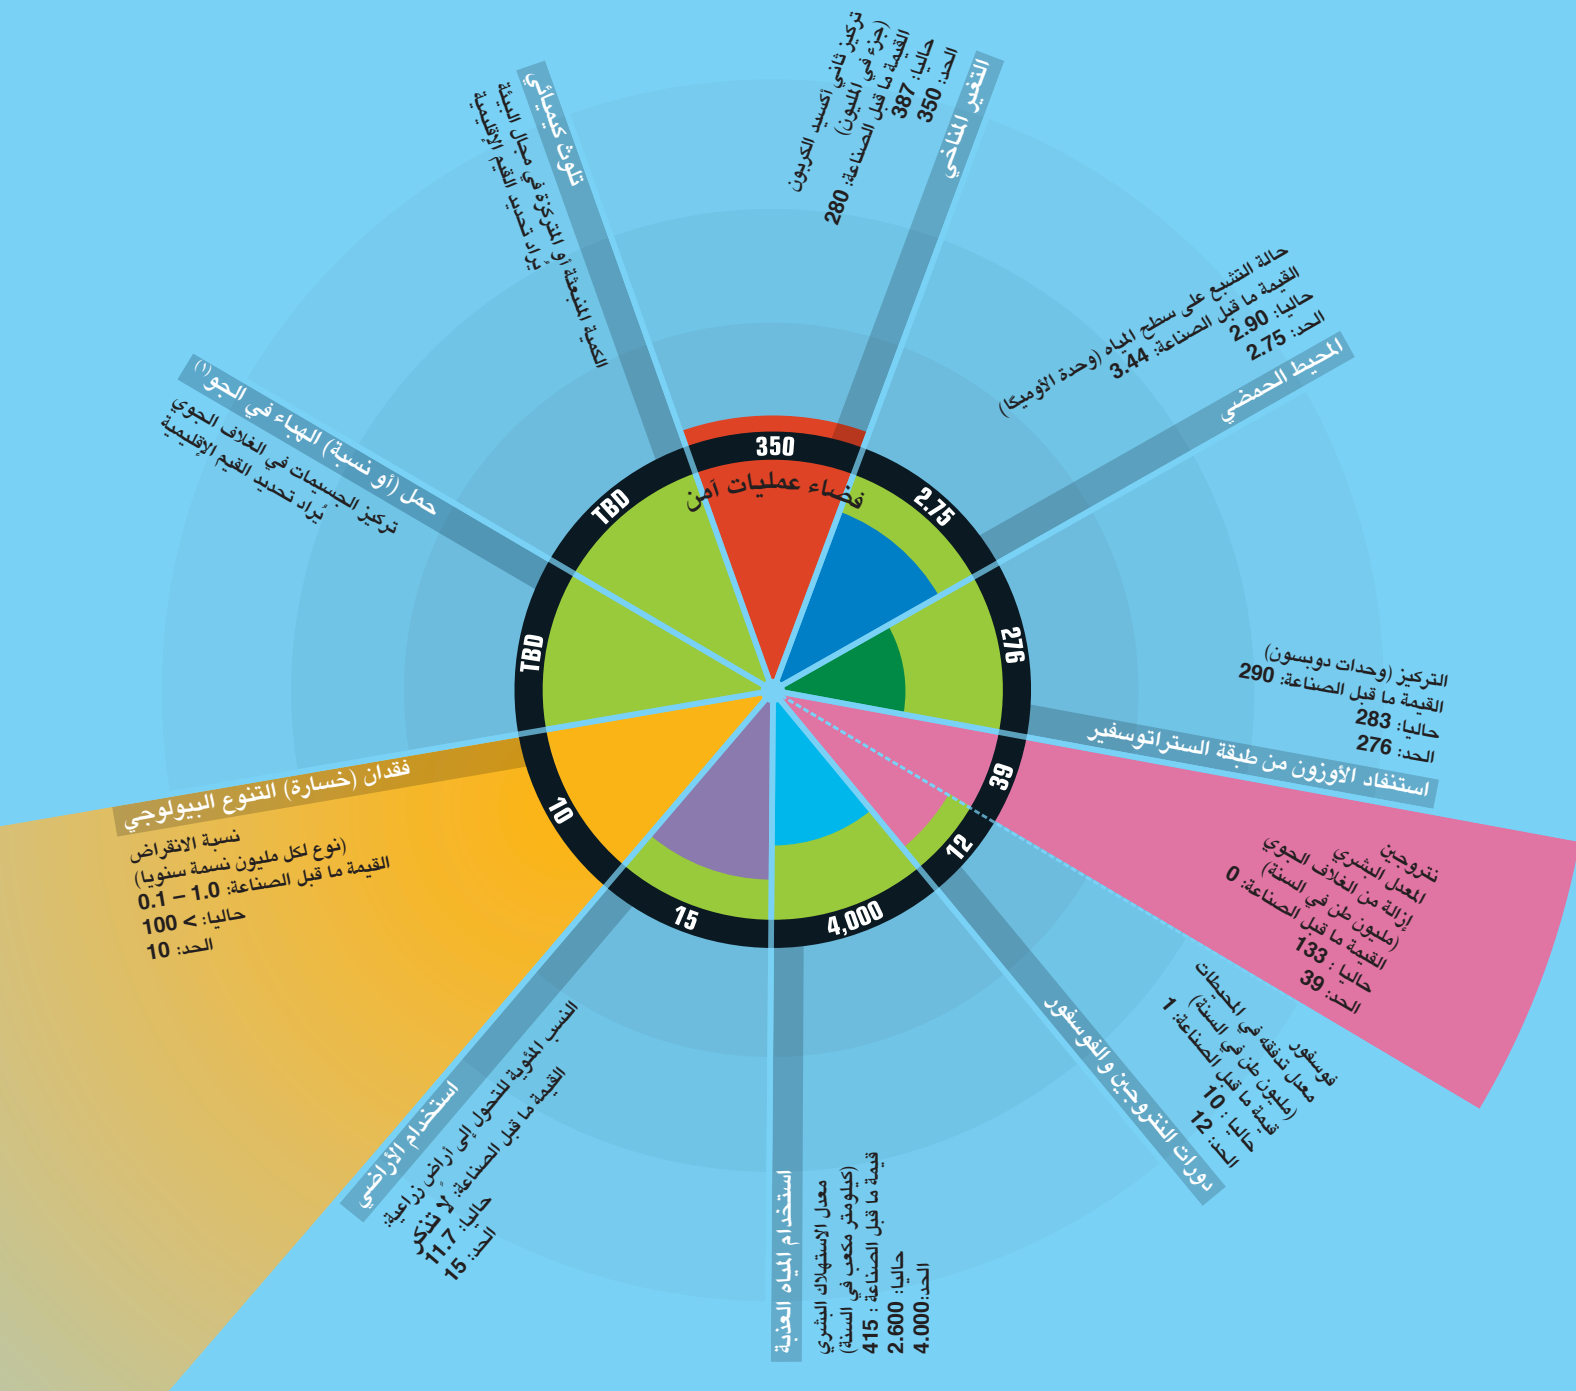 التغير المناخي
تركيز ثاني أكسيد الكربون
(جزء في المليون)
القيمة ما قبل الصناعة: 280
حاليا: 387
الحد: 350
المحيط الحمضي
حالة التشبع على سطح المياه (وحدة الأوميگا)
القيمة ما قبل الصناعة: 3.44
حاليا: 2.90
الحد: 2.75
استنفاد الأوزون من طبقة الستراتوسفير
التركيز (وحدات دوبسون)
القيمة ما قبل الصناعة: 290
حاليا: 283
الحد: 276
نتروجين
المعدل البشري
إزالة من الغلاف الجوي
(مليون طن في السنة)
القيمة ما قبل الصناعة: 0
حاليا : 133
الحد: 39
دورات النتروجين والفوسفور
فوسفور
معدل تدفقه في المحيطات
(مليون طن في السنة)
قيمة ما قبل الصناعة: 1
حاليا : 10
الحد: 12
استخدام المياه العذبة
معدل الاستهلاك البشري
(كيلومتر مكعب في السنة)
قيمة ما قبل الصناعة : 415
حاليا: 2.600
الحد:4.000
استخدام الأراضي
النسب المئوية للتحول إلى أراضٍ زراعية:
القيمة ما قبل الصناعة: لا تذكر
حاليا: 11.7
الحد: 15
فقدان (خسارة) التنوع البيولوجي
نسبة الانقراض
(نوع لكل مليون نسمة سنويا)
القيمة ما قبل الصناعة: 1.0 – 0.1
حاليا: > 100
الحد: 10
حمل (أو نسبة) الهباء في الجو(١)
تركيز الجسيمات في الغلاف الجوي
يُراد تحديد القيم الإقليمية
تلوث كيميائي
الكمية المنبعثة أو المتركزة في مجال البيئة
يُراد تحديد القيم الإقليمية
فضاء عمليات آمن
350
2.75
276
39
12
4,000
15
10
TBD
TBD